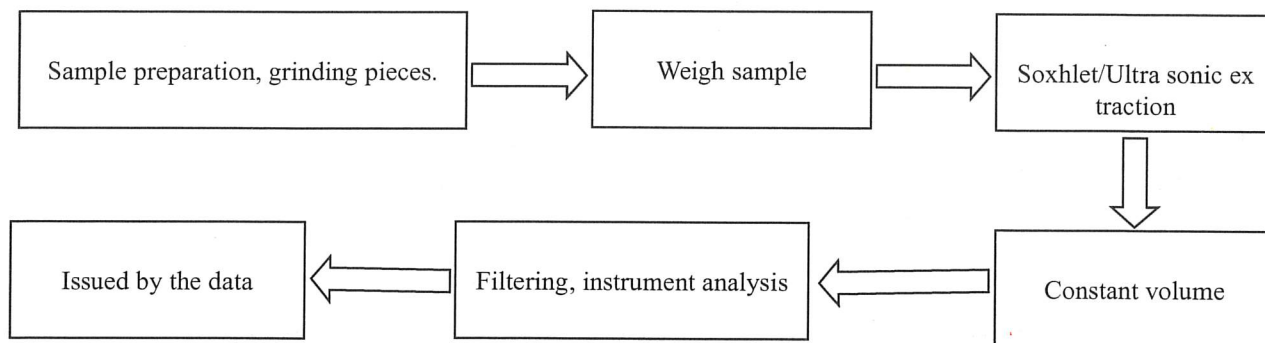 Sample preparation, grinding pieces.
Weigh sample
Soxhlet/Ultra sonic ex
traction
Constant volume
Filtering, instrument analysis
Issued by the data